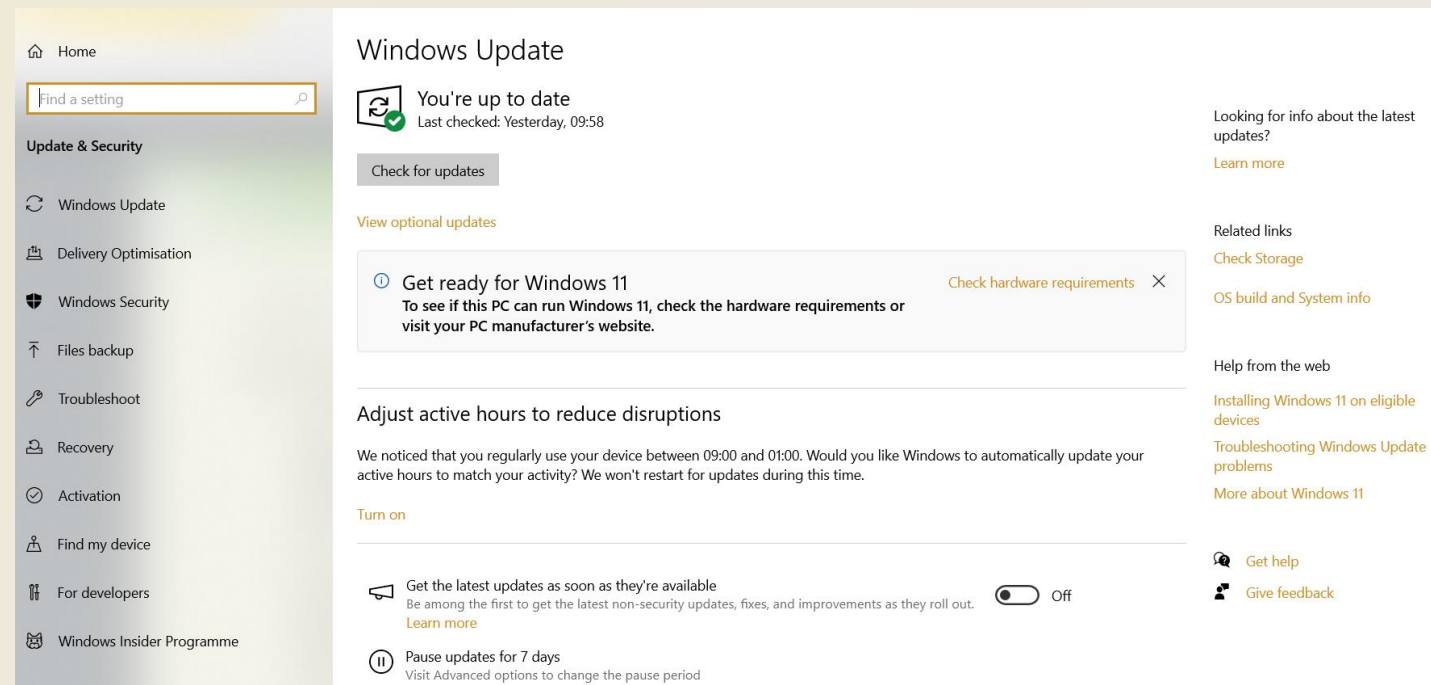 Home
Find a setting
Update & Security
Windows Update
Delivery Optimisation
Windows Security
Files backup
Troubleshoot
Recovery
Activation
Find my device
For developers
Windows Insider Programme
Windows Update
You're up to date
Last checked: Yesterday, 09:58
Check for updates
View optional updates
Get ready for Windows 11
To see if this PC can run Windows 11, check the hardware requirements or
visit your PC manufacturer’s website.
Check hardware requirements
Adjust active hours to reduce disruptions
We noticed that you regularly use your device between 09:00 and 01:00. Would you like Windows to automatically update your
active hours to match your activity? We won't restart for updates during this time.
Turn on
Get the latest updates as soon as they're available
Be among the first to get the latest non-security updates, fixes, and improvements as they roll out.
Learn more
Off
Pause updates for 7 days
Visit Advanced options to change the pause period
Looking for info about the latest
updates?
Learn more
Related links
Check Storage
OS build and System info
Help from the web
Installing Windows 11 on eligible
devices
Troubleshooting Windows Update
problems
More about Windows 11
Get help
Give feedback